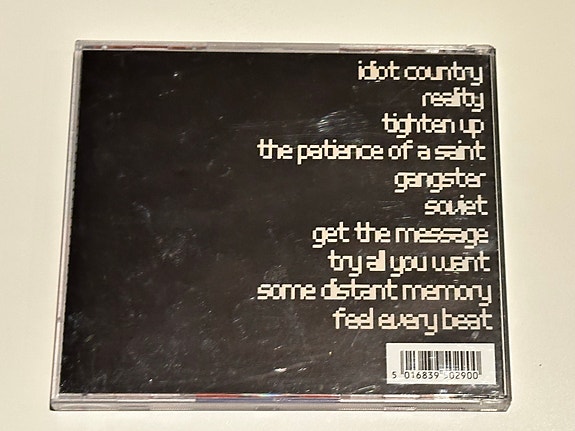 idiot country
reality
tighten up
the patience of a saint
gangster
soviet
get the message
try all you want
some distant memory
feel every beat
5 016839 502900